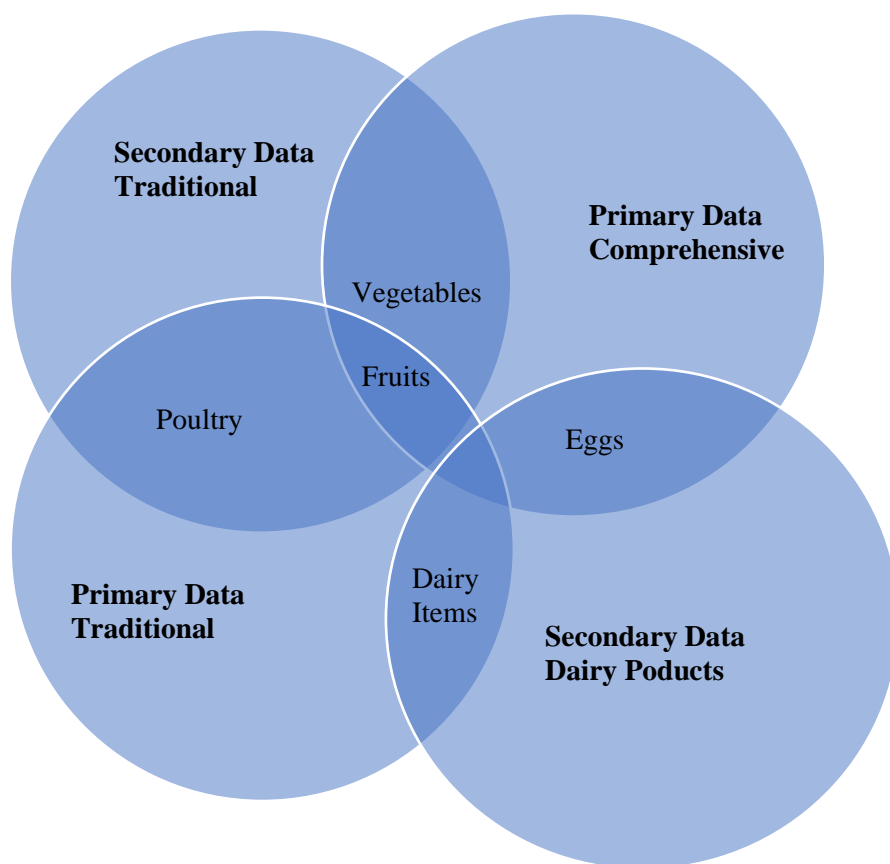 Secondary Data
Traditional
Primary Data
Comprehensive
Vegetables
Fruits
Poultry
Eggs
Dairy
Items
Primary Data
Traditional
Secondary Data
Dairy Poducts